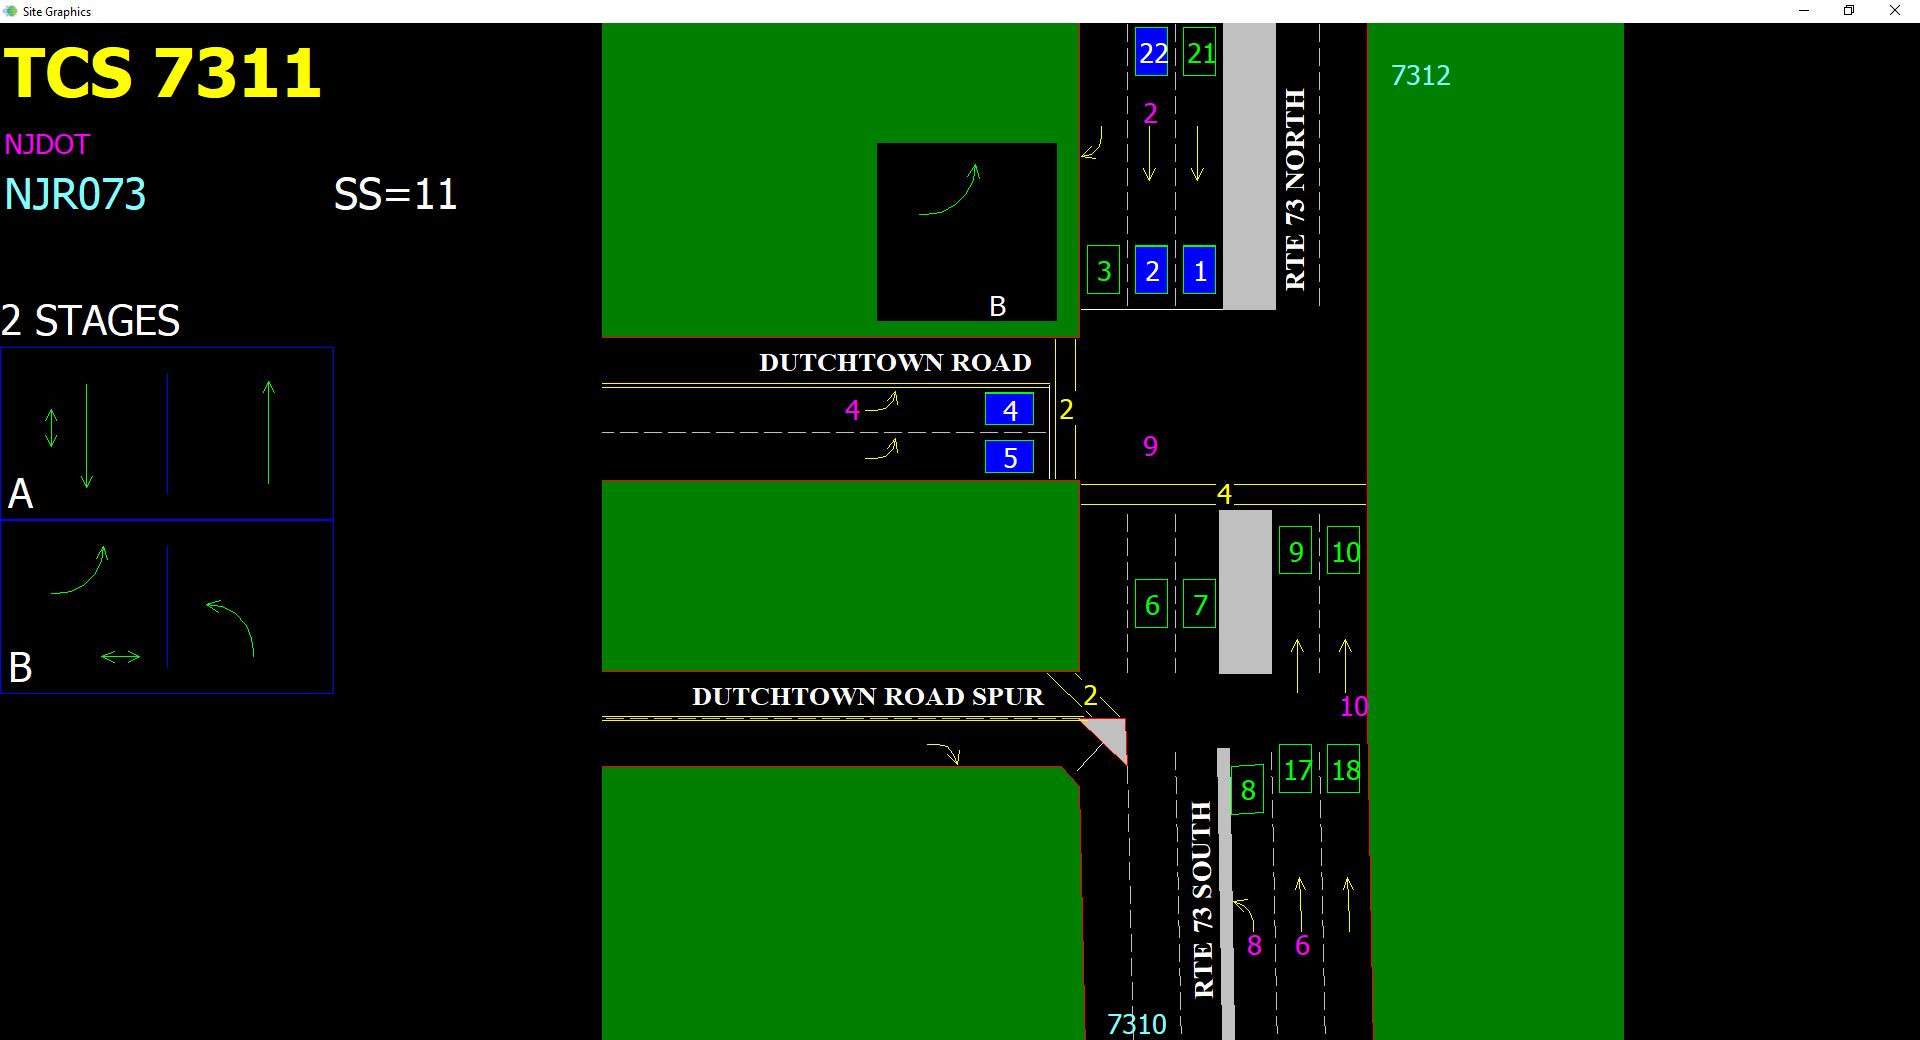 Site Graphics
TCS 7311
NJDOT
NJR073 SS=11
2 STAGES
A
B
22 21
2
7312
RTE 73 NORTH
3 2 1
B
DUTCHTOWN ROAD
4 4 2
5
9
4
9 10
6 7
DUTCHTOWN ROAD SPUR 2
10
17 18
8
RTE 73 SOUTH
8 6
7310